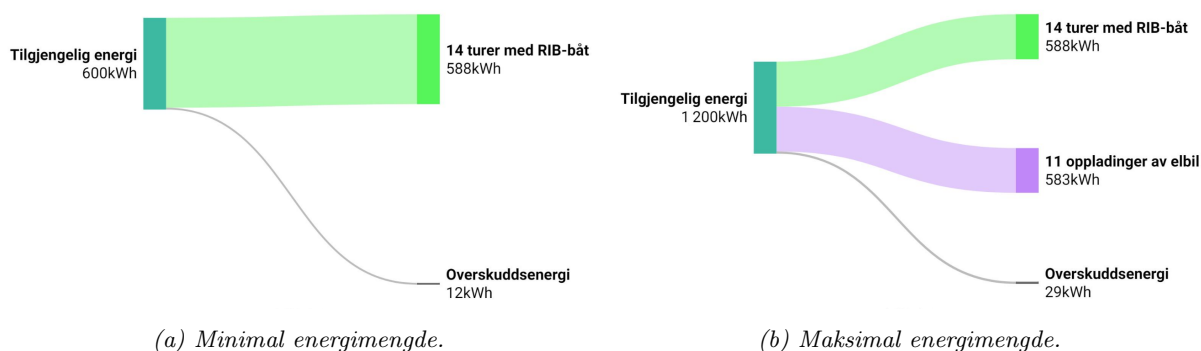 Tilgjengelig energi
600kWh
14 turer med RIB-båt
588kWh
Overskuddsenergi
12kWh
(a) Minimal energimengde.
Tilgjengelig energi
1 200kWh
14 turer med RIB-båt
588kWh
11 oppladinger av elbil
583kWh
Overskuddsenergi
29kWh
(b) Maksimal energimengde.